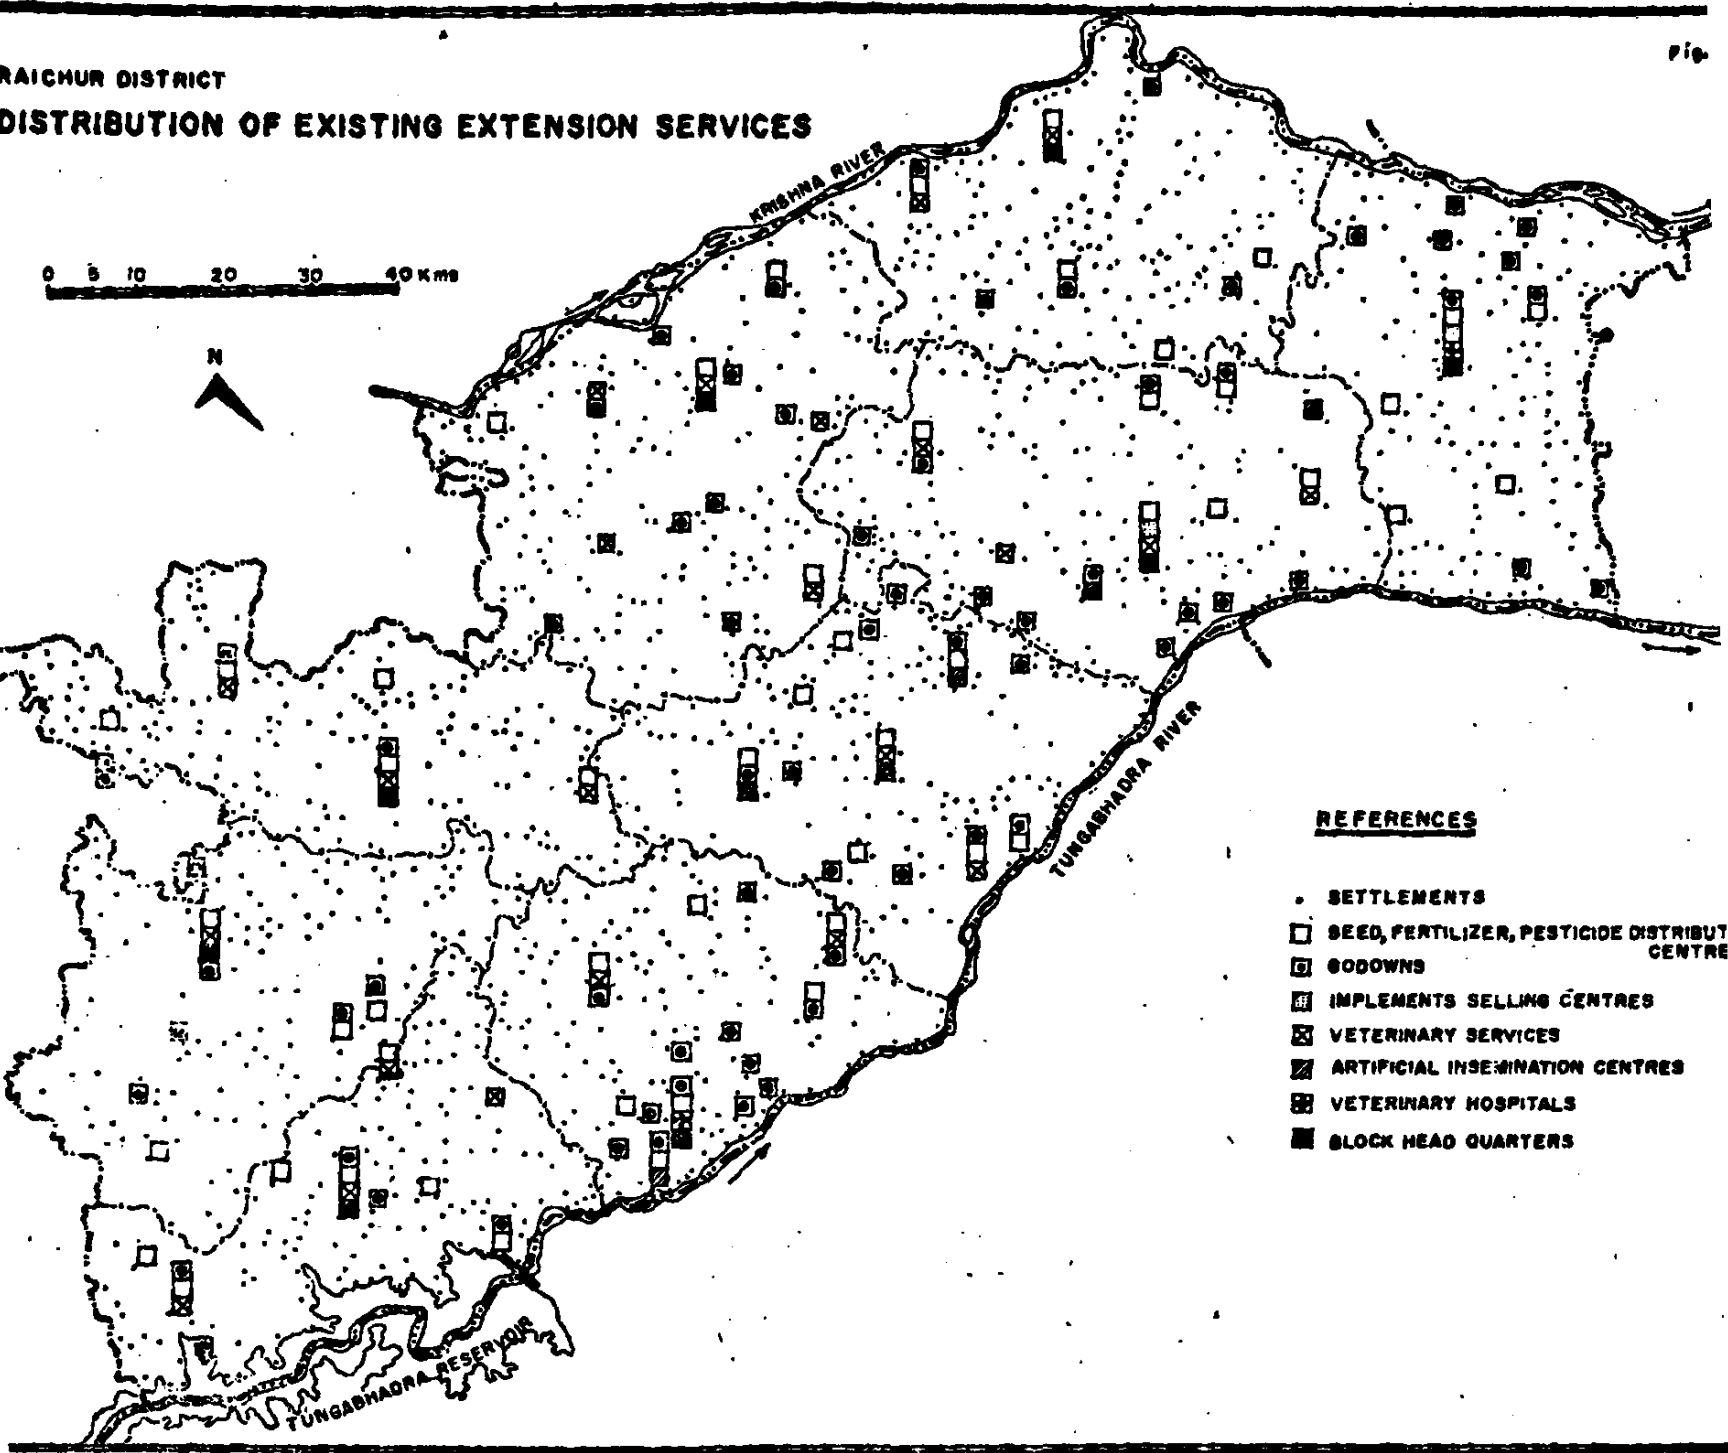 Fig.
RAICHUR DISTRICT
DISTRIBUTION OF EXISTING EXTENSION SERVICES
KRISHNA RIVER
0 5 10 20 30 40 Kms
N
TUNGABHADRA RIVER
REFERENCES
SETTLEMENTS
SEED, FERTILIZER, PESTICIDE DISTRIBUT
CENTRE
GODOWNS
IMPLEMENTS SELLING CENTRES
VETERINARY SERVICES
ARTIFICIAL INSEMINATION CENTRES
VETERINARY HOSPITALS
BLOCK HEAD QUARTERS
TUNGABHADRA RESERVOIR